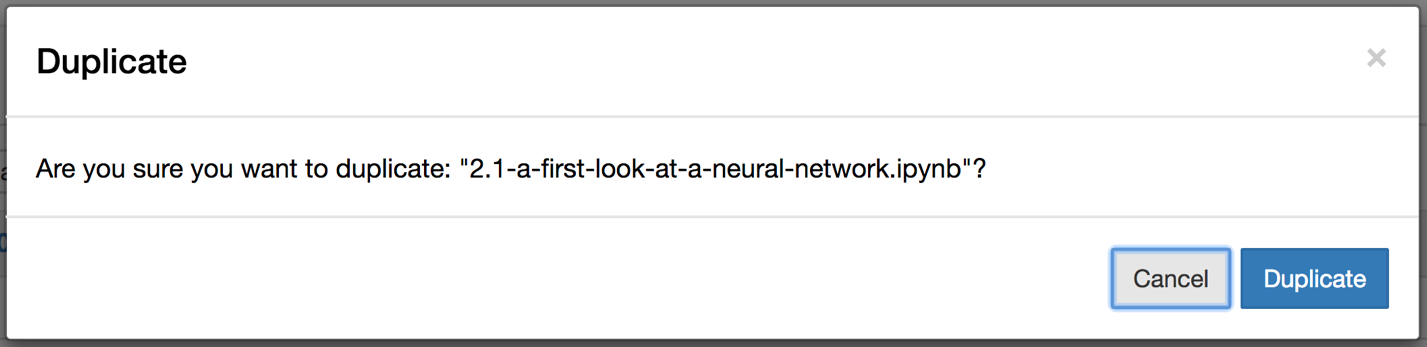 Duplicate
×
Are you sure you want to duplicate: "2.1-a-first-look-at-a-neural-network.ipynb"?
Cancel Duplicate